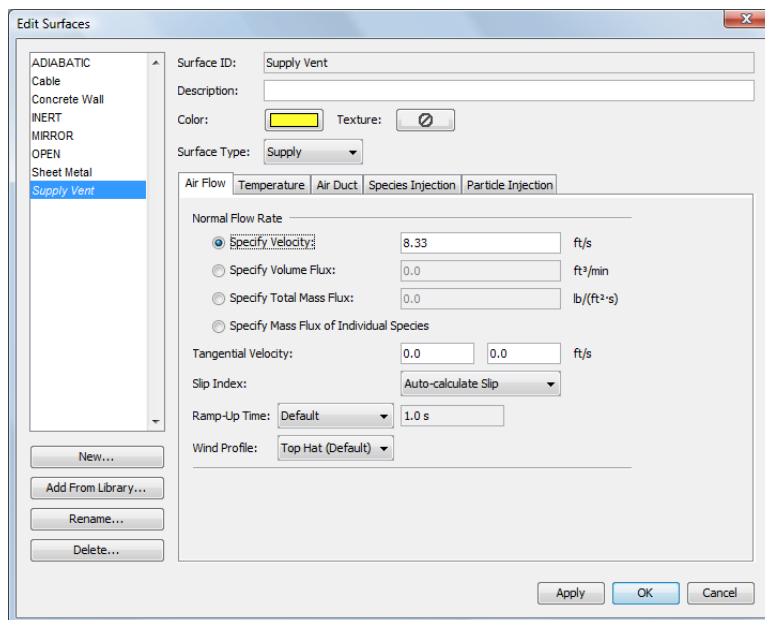 Edit Surfaces
ADIABATIC
Cable
Concrete Wall
INERT
MIRROR
OPEN
Sheet Metal
Supply Vent
New...
Add From Library...
Rename...
Delete...
Surface ID: Supply Vent
Description:
Color: Texture:
Surface Type: Supply
Air Flow Temperature Air Duct Species Injection Particle Injection
Normal Flow Rate
Specify Velocity: 8.33 ft/s
Specify Volume Flux: 0.0 ft³/min
Specify Total Mass Flux: 0.0 lb/(ft²·s)
Specify Mass Flux of Individual Species
Tangential Velocity: 0.0 0.0 ft/s
Slip Index: Auto-calculate Slip
Ramp-Up Time: Default 1.0 s
Wind Profile: Top Hat (Default)
Apply OK Cancel